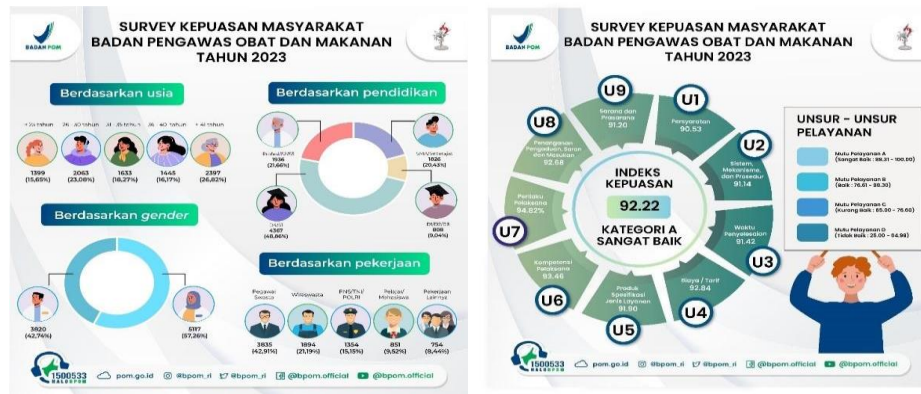 BADAN POM
SURVEY KEPUASAN MASYARAKAT
BADAN PENGAWAS OBAT DAN MAKANAN
TAHUN 2023
Berdasarkan usia
26 - 30 tahun
36 - 40 tahun
1399
(15,65%)
2063
(23,08%)
1633
(18,27%)
1445
(16,17%)
2397
(26,82%)
Berdasarkan pendidikan
1936
(21,66%)
(20,43%)
4367
(48,86%)
808
(9,04%)
Berdasarkan gender
3820
(42,74%)
5117
(57,26%)
Berdasarkan pekerjaan
Pegawai
Swasta
Wiraswasta
PNS/TNI/
POLRI
Pelajar/
Mahasiswa
Pekerjaan
Lainnya
3835
(42,91%)
1894
(21,19%)
1354
(15,15%)
851
(9,52%)
754
(8,44%)
1500533
HALOBPOM
pom.go.id
@bpom_ri
@bpom_ri
@bpom.official
@bpom.official
BADAN POM
SURVEY KEPUASAN MASYARAKAT
BADAN PENGAWAS OBAT DAN MAKANAN
TAHUN 2023
U1
Persyaratan
90.53
U2
Sistem,
Mekanisme,
dan Prosedur
91.14
U3
Waktu
Penyelesaian
91.42
U4
Biaya / Tarif
92.84
U5
Produk
Spesifikasi
Jenis Layanan
91.90
U6
Kompetensi
Pelaksana
93.46
U7
Perilaku
Pelaksana
94.82%
U8
Penanganan
Pengaduan, Saran
dan Masukan
92.68
U9
Sarana dan
Prasarana
91.20
INDEKS
KEPUASAN
92.22
KATEGORI A
SANGAT BAIK
UNSUR - UNSUR
PELAYANAN
Mutu Pelayanan A
(Sangat Baik : 88.31 - 100.00)
Mutu Pelayanan B
(Baik : 76.61 - 88.30)
Mutu Pelayanan C
(Kurang Baik : 65.00 - 76.60)
Mutu Pelayanan D
(Tidak Baik : 25.00 - 64.99)
1500533
HALOBPOM
pom.go.id
@bpom_ri
@bpom_ri
@bpom.official
@bpom.official